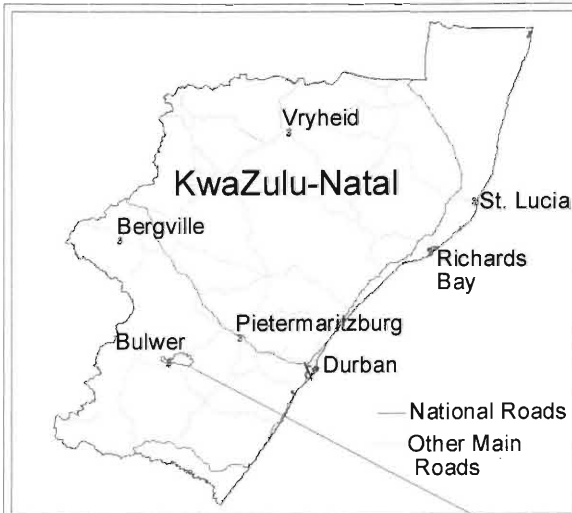 Vryheid
KwaZulu-Natal
St. Lucia
Bergville
Richards
Bay
Pietermaritzburg
Bulwer
Durban
National Roads
Other Main
Roads